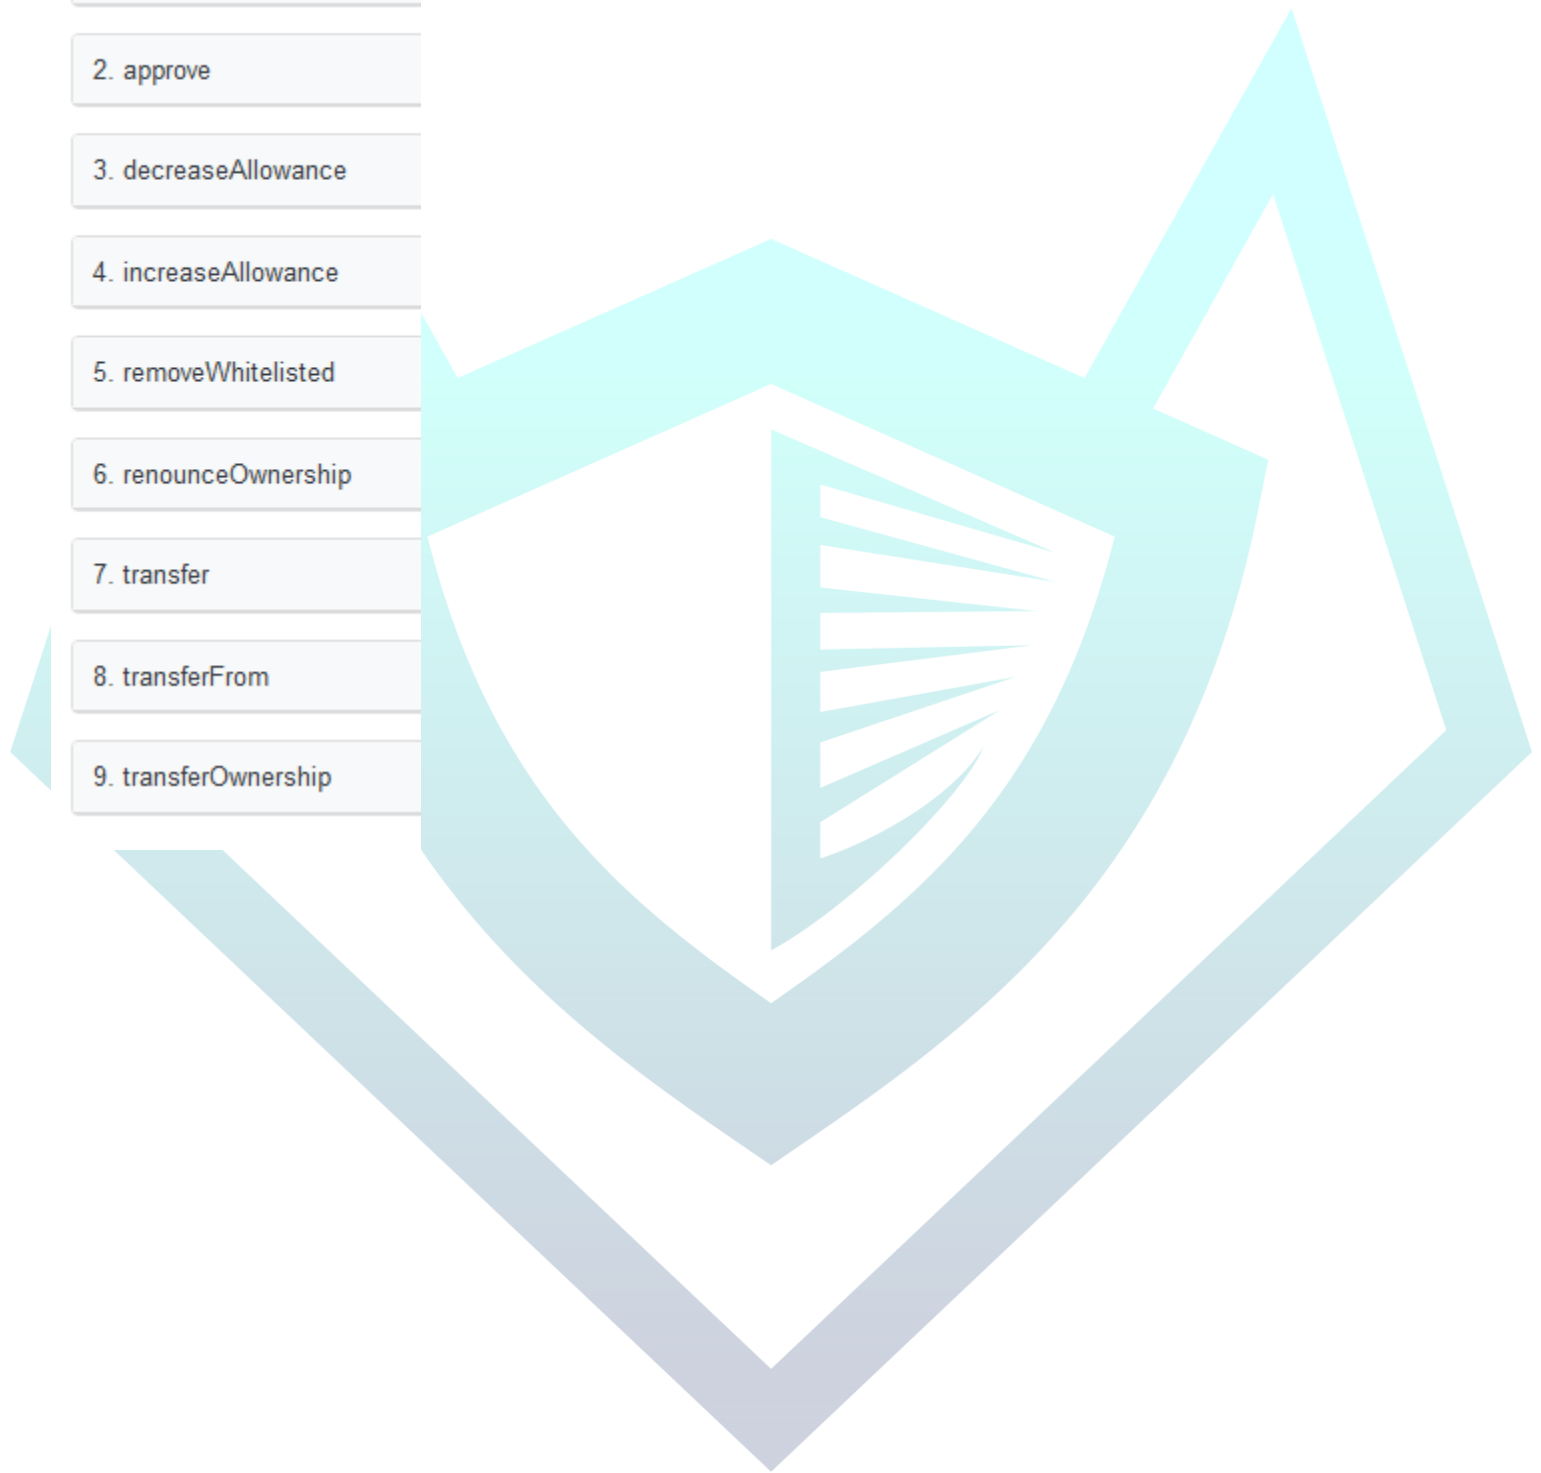 2. approve
3. decreaseAllowance
4. increaseAllowance
5. removeWhitelisted
6. renounceOwnership
7. transfer
8. transferFrom
9. transferOwnership